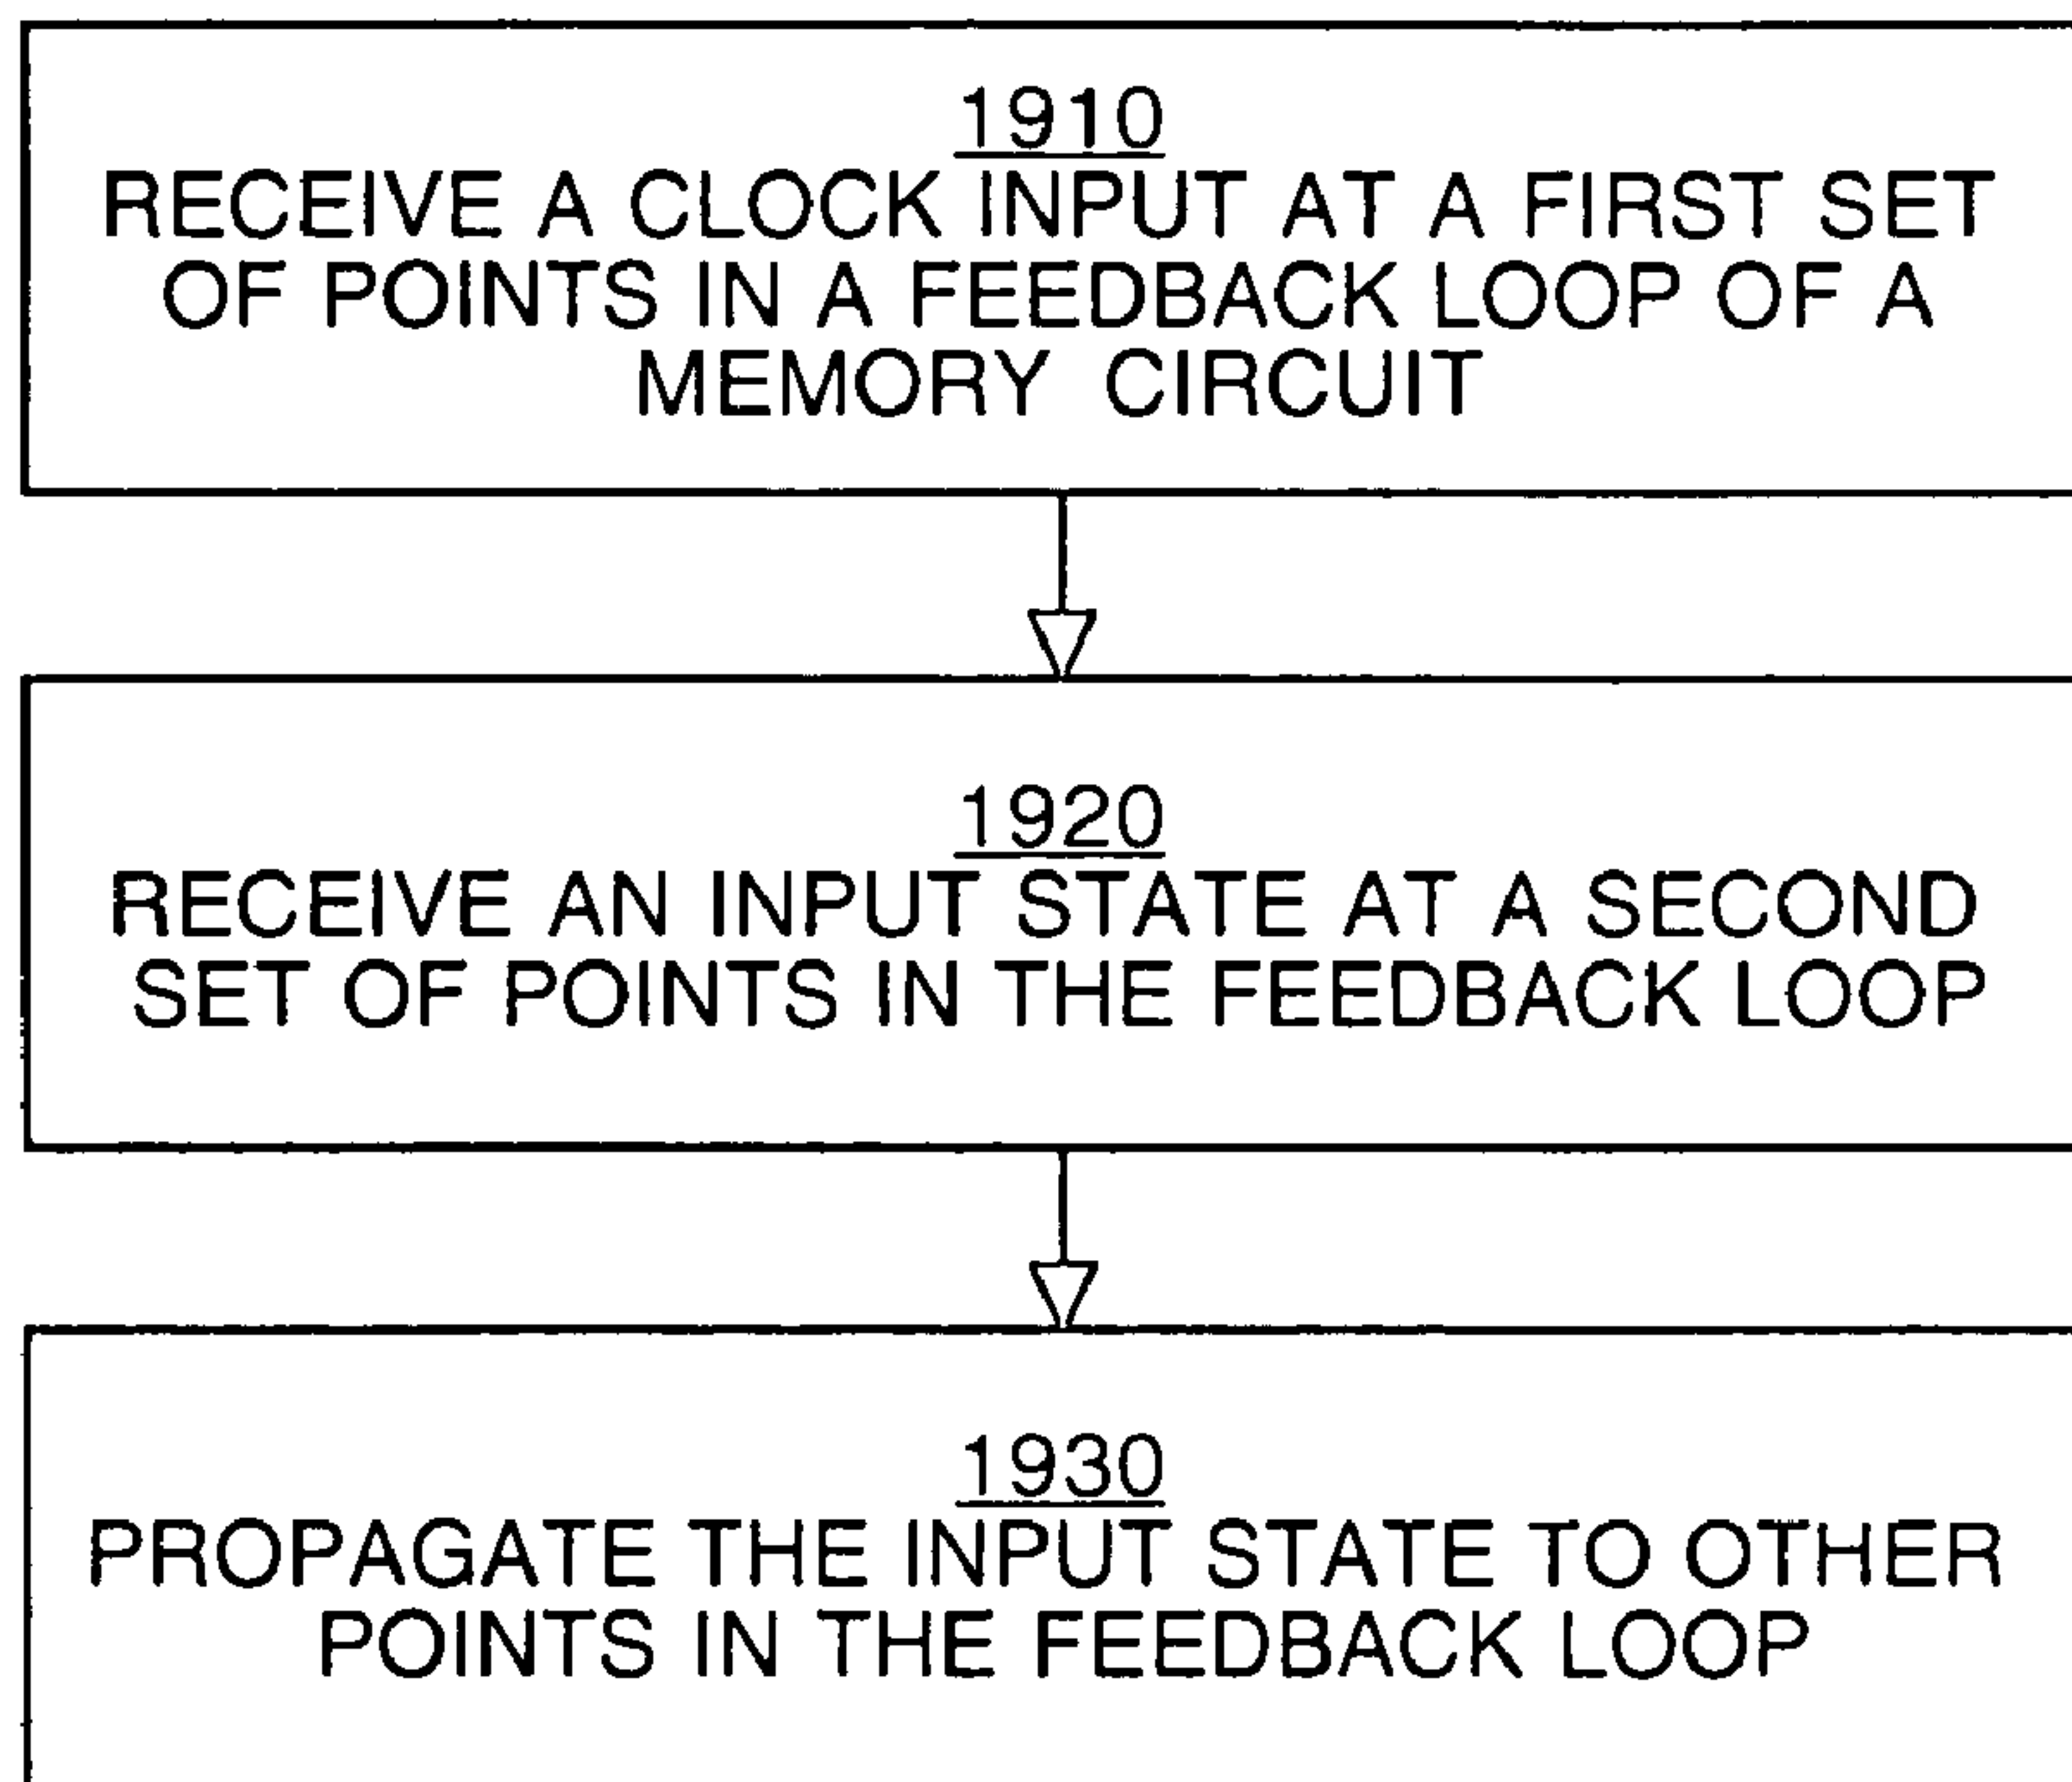 1910
RECEIVE A CLOCK INPUT AT A FIRST SET
OF POINTS IN A FEEDBACK LOOP OF A
MEMORY CIRCUIT
1920
RECEIVE AN INPUT STATE AT A SECOND
SET OF POINTS IN THE FEEDBACK LOOP
1930
PROPAGATE THE INPUT STATE TO OTHER
POINTS IN THE FEEDBACK LOOP